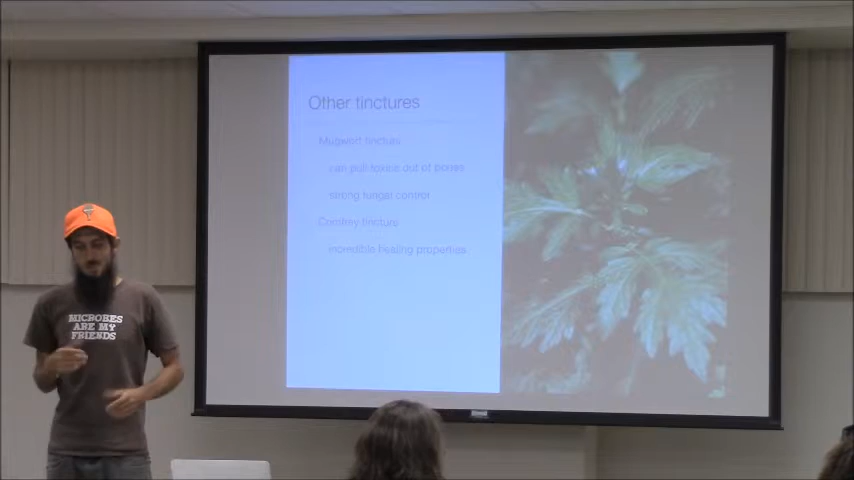 Other tinctures
Mugwort tincture
can pull toxins out of
strong fungal control
Comfrey tincture
incredible healing properties.
MICROBES
ARE MY
FRIENDS